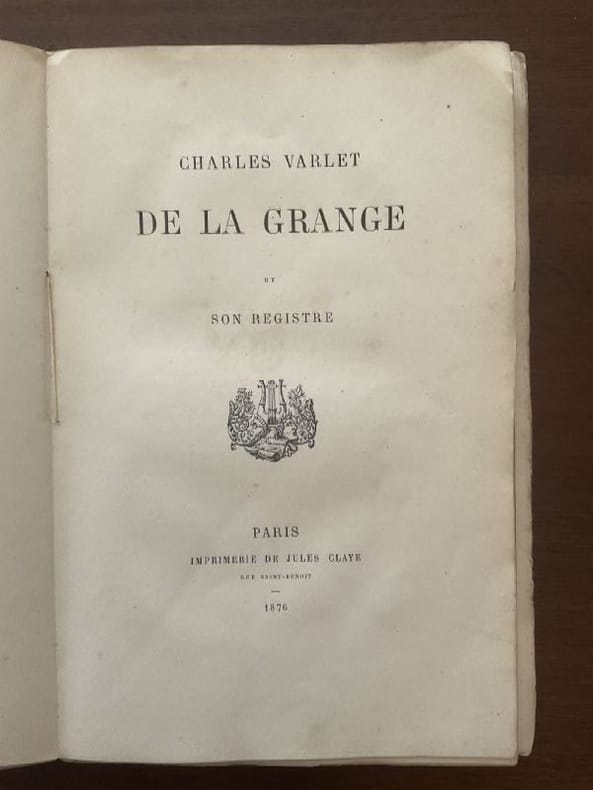 CHARLES VARLET
DE LA GRANGE
ET
SON REGISTRE
PARIS
IMPRIMERIE DE JULES CLAYE
RUE SAINT-BENOIT
1876